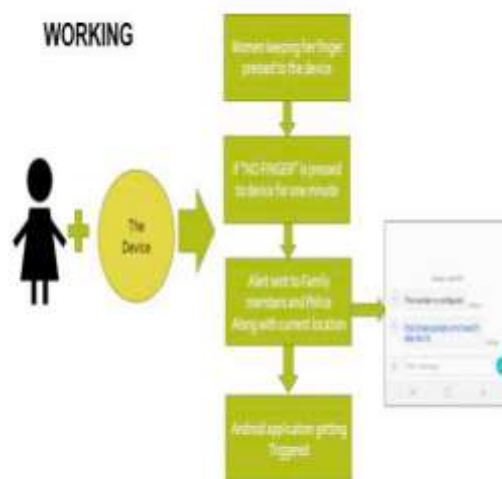 WORKING
Women keeping her finger
pressed to the device
If "NO FINGER" is pressed
to device for one minute
The
Device
Alert sent to Family
members and Police
Along with current location
Android application getting
Triggered